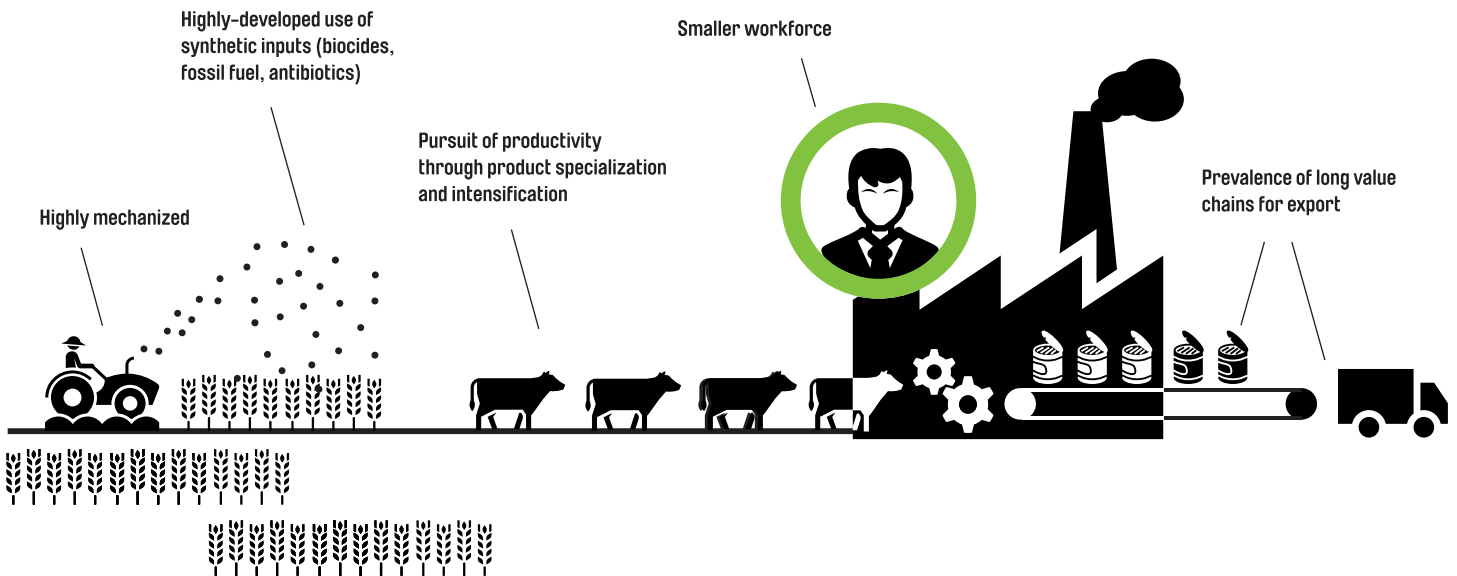 Highly-developed use of
synthetic inputs (biocides,
fossil fuel, antibiotics)
Smaller workforce
Pursuit of productivity
through product specialization
and intensification
Prevalence of long value
chains for export
Highly mechanized